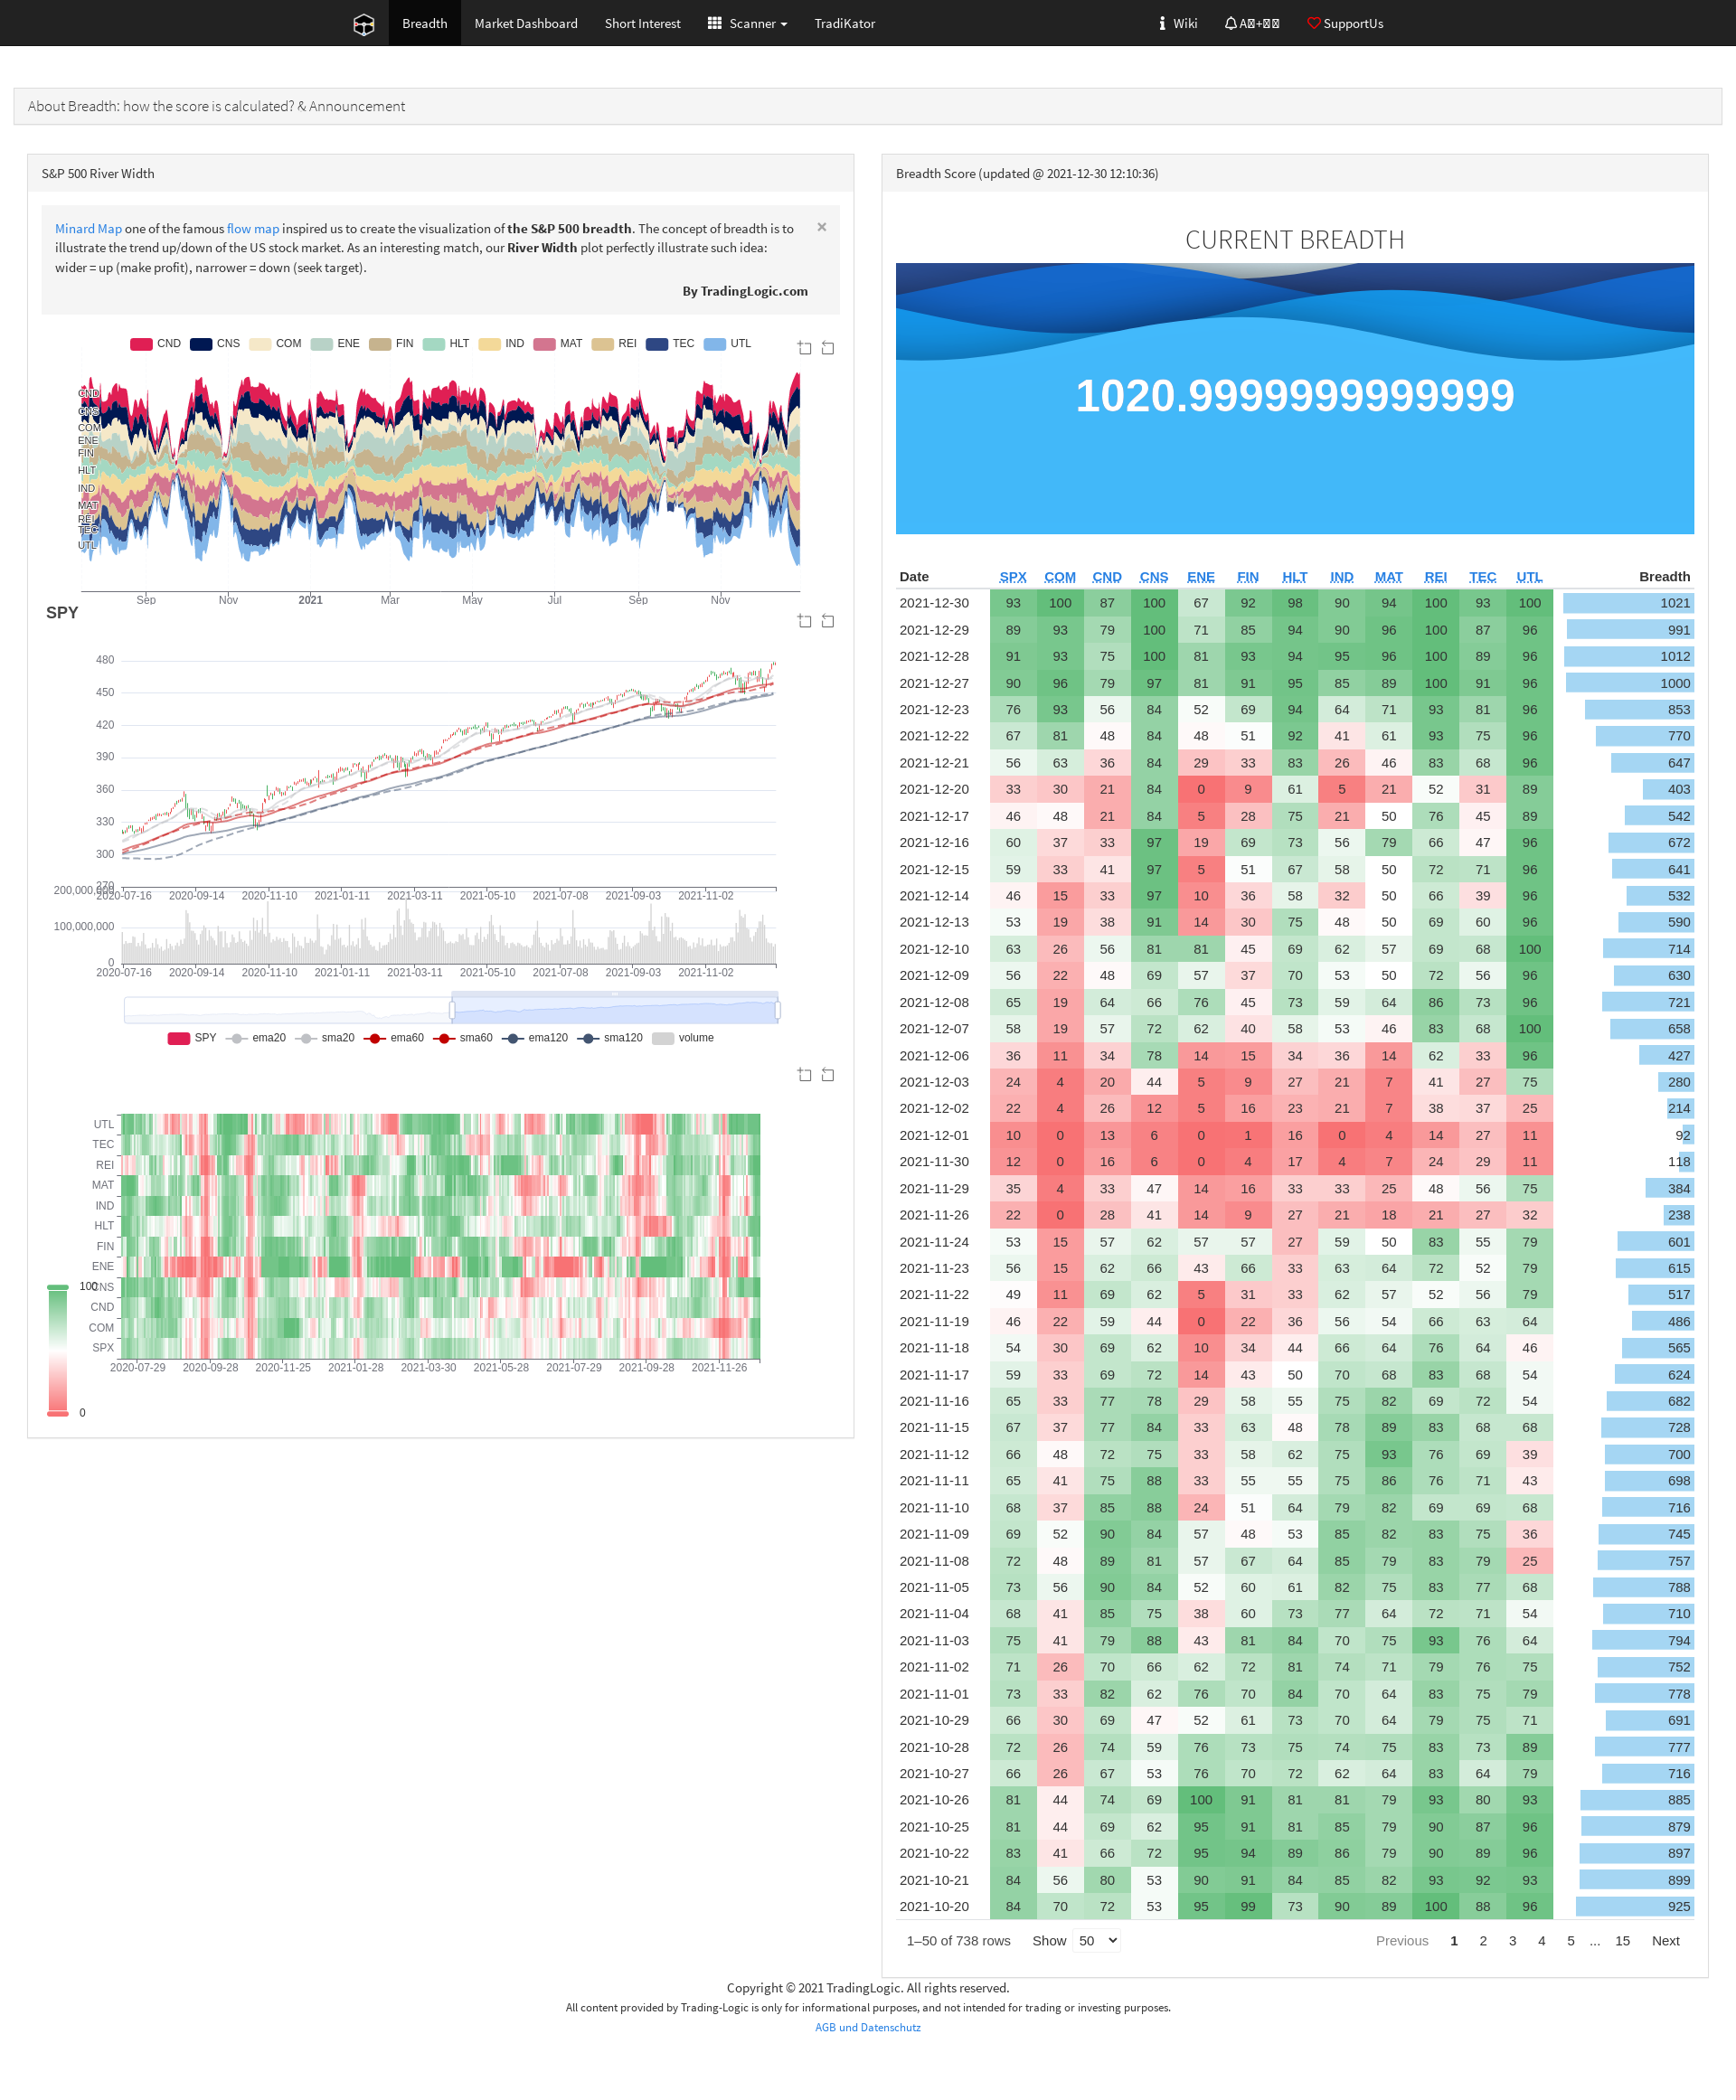 Breadth Market Dashboard Short Interest Scanner TradiKator Wiki SupportUs
About Breadth: how the score is calculated? & Announcement
S&P 500 River Width
Minard Map one of the famous flow map inspired us to create the visualization of the S&P 500 breadth. The concept of breadth is to
illustrate the trend up/down of the US stock market. As an interesting match, our River Width plot perfectly illustrate such idea:
wider = up (make profit), narrower = down (seek target).
×
By TradingLogic.com
CND CNS COM ENE FIN HLT IND MAT REI TEC UTL
CND
CNS
COM
ENE
FIN
HLT
IND
MAT
REI
TEC
UTL
Sep Nov 2021 Mar May Jul Sep Nov
SPY
480
450
420
390
360
330
300
270
2020-07-16 2020-09-14 2020-11-10 2021-01-11 2021-03-11 2021-05-10 2021-07-08 2021-09-03 2021-11-02
200,000,000
100,000,000
0
2020-07-16 2020-09-14 2020-11-10 2021-01-11 2021-03-11 2021-05-10 2021-07-08 2021-09-03 2021-11-02
SPY ema20 sma20 ema60 sma60 ema120 sma120 volume
UTL
TEC
REI
MAT
IND
HLT
FIN
ENE
CNS
CND
COM
SPX
100
0
2020-07-29 2020-09-28 2020-11-25 2021-01-28 2021-03-30 2021-05-28 2021-07-29 2021-09-28 2021-11-26
Breadth Score (updated @ 2021-12-30 12:10:36)
CURRENT BREADTH
1020.9999999999999
Date SPX COM CND CNS ENE FIN HLT IND MAT REI TEC UTL Breadth
2021-12-30 93 100 87 100 67 92 98 90 94 100 93 100 1021
2021-12-29 89 93 79 100 71 85 94 90 96 100 87 96 991
2021-12-28 91 93 75 100 81 93 94 95 96 100 89 96 1012
2021-12-27 90 96 79 97 81 91 95 85 89 100 91 96 1000
2021-12-23 76 93 56 84 52 69 94 64 71 93 81 96 853
2021-12-22 67 81 48 84 48 51 92 41 61 93 75 96 770
2021-12-21 56 63 36 84 29 33 83 26 46 83 68 96 647
2021-12-20 33 30 21 84 0 9 61 5 21 52 31 89 403
2021-12-17 46 48 21 84 5 28 75 21 50 76 45 89 542
2021-12-16 60 37 33 97 19 69 73 56 79 66 47 96 672
2021-12-15 59 33 41 97 5 51 67 58 50 72 71 96 641
2021-12-14 46 15 33 97 10 36 58 32 50 66 39 96 532
2021-12-13 53 19 38 91 14 30 75 48 50 69 60 96 590
2021-12-10 63 26 56 81 81 45 69 62 57 69 68 100 714
2021-12-09 56 22 48 69 57 37 70 53 50 72 56 96 630
2021-12-08 65 19 64 66 76 45 73 59 64 86 73 96 721
2021-12-07 58 19 57 72 62 40 58 53 46 83 68 100 658
2021-12-06 36 11 34 78 14 15 34 36 14 62 33 96 427
2021-12-03 24 4 20 44 5 9 27 21 7 41 27 75 280
2021-12-02 22 4 26 12 5 16 23 21 7 38 37 25 214
2021-12-01 10 0 13 6 0 1 16 0 4 14 27 11 92
2021-11-30 12 0 16 6 0 4 17 4 7 24 29 11 118
2021-11-29 35 4 33 47 14 16 33 33 25 48 56 75 384
2021-11-26 22 0 28 41 14 9 27 21 18 21 27 32 238
2021-11-24 53 15 57 62 57 57 27 59 50 83 55 79 601
2021-11-23 56 15 62 66 43 66 33 63 64 72 52 79 615
2021-11-22 49 11 69 62 5 31 33 62 57 52 56 79 517
2021-11-19 46 22 59 44 0 22 36 56 54 66 63 64 486
2021-11-18 54 30 69 62 10 34 44 66 64 76 64 46 565
2021-11-17 59 33 69 72 14 43 50 70 68 83 68 54 624
2021-11-16 65 33 77 78 29 58 55 75 82 69 72 54 682
2021-11-15 67 37 77 84 33 63 48 78 89 83 68 68 728
2021-11-12 66 48 72 75 33 58 62 75 93 76 69 39 700
2021-11-11 65 41 75 88 33 55 55 75 86 76 71 43 698
2021-11-10 68 37 85 88 24 51 64 79 82 69 69 68 716
2021-11-09 69 52 90 84 57 48 53 85 82 83 75 36 745
2021-11-08 72 48 89 81 57 67 64 85 79 83 79 25 757
2021-11-05 73 56 90 84 52 60 61 82 75 83 77 68 788
2021-11-04 68 41 85 75 38 60 73 77 64 72 71 54 710
2021-11-03 75 41 79 88 43 81 84 70 75 93 76 64 794
2021-11-02 71 26 70 66 62 72 81 74 71 79 76 75 752
2021-11-01 73 33 82 62 76 70 84 70 64 83 75 79 778
2021-10-29 66 30 69 47 52 61 73 70 64 79 75 71 691
2021-10-28 72 26 74 59 76 73 75 74 75 83 73 89 777
2021-10-27 66 26 67 53 76 70 72 62 64 83 64 79 716
2021-10-26 81 44 74 69 100 91 81 81 79 93 80 93 885
2021-10-25 81 44 69 62 95 91 81 85 79 90 87 96 879
2021-10-22 83 41 66 72 95 94 89 86 79 90 89 96 897
2021-10-21 84 56 80 53 90 91 84 85 82 93 92 93 899
2021-10-20 84 70 72 53 95 99 73 90 89 100 88 96 925
1–50 of 738 rows Show 50 Previous 1 2 3 4 5 ... 15 Next
Copyright © 2021 TradingLogic. All rights reserved.
All content provided by Trading-Logic is only for informational purposes, and not intended for trading or investing purposes.
AGB und Datenschutz